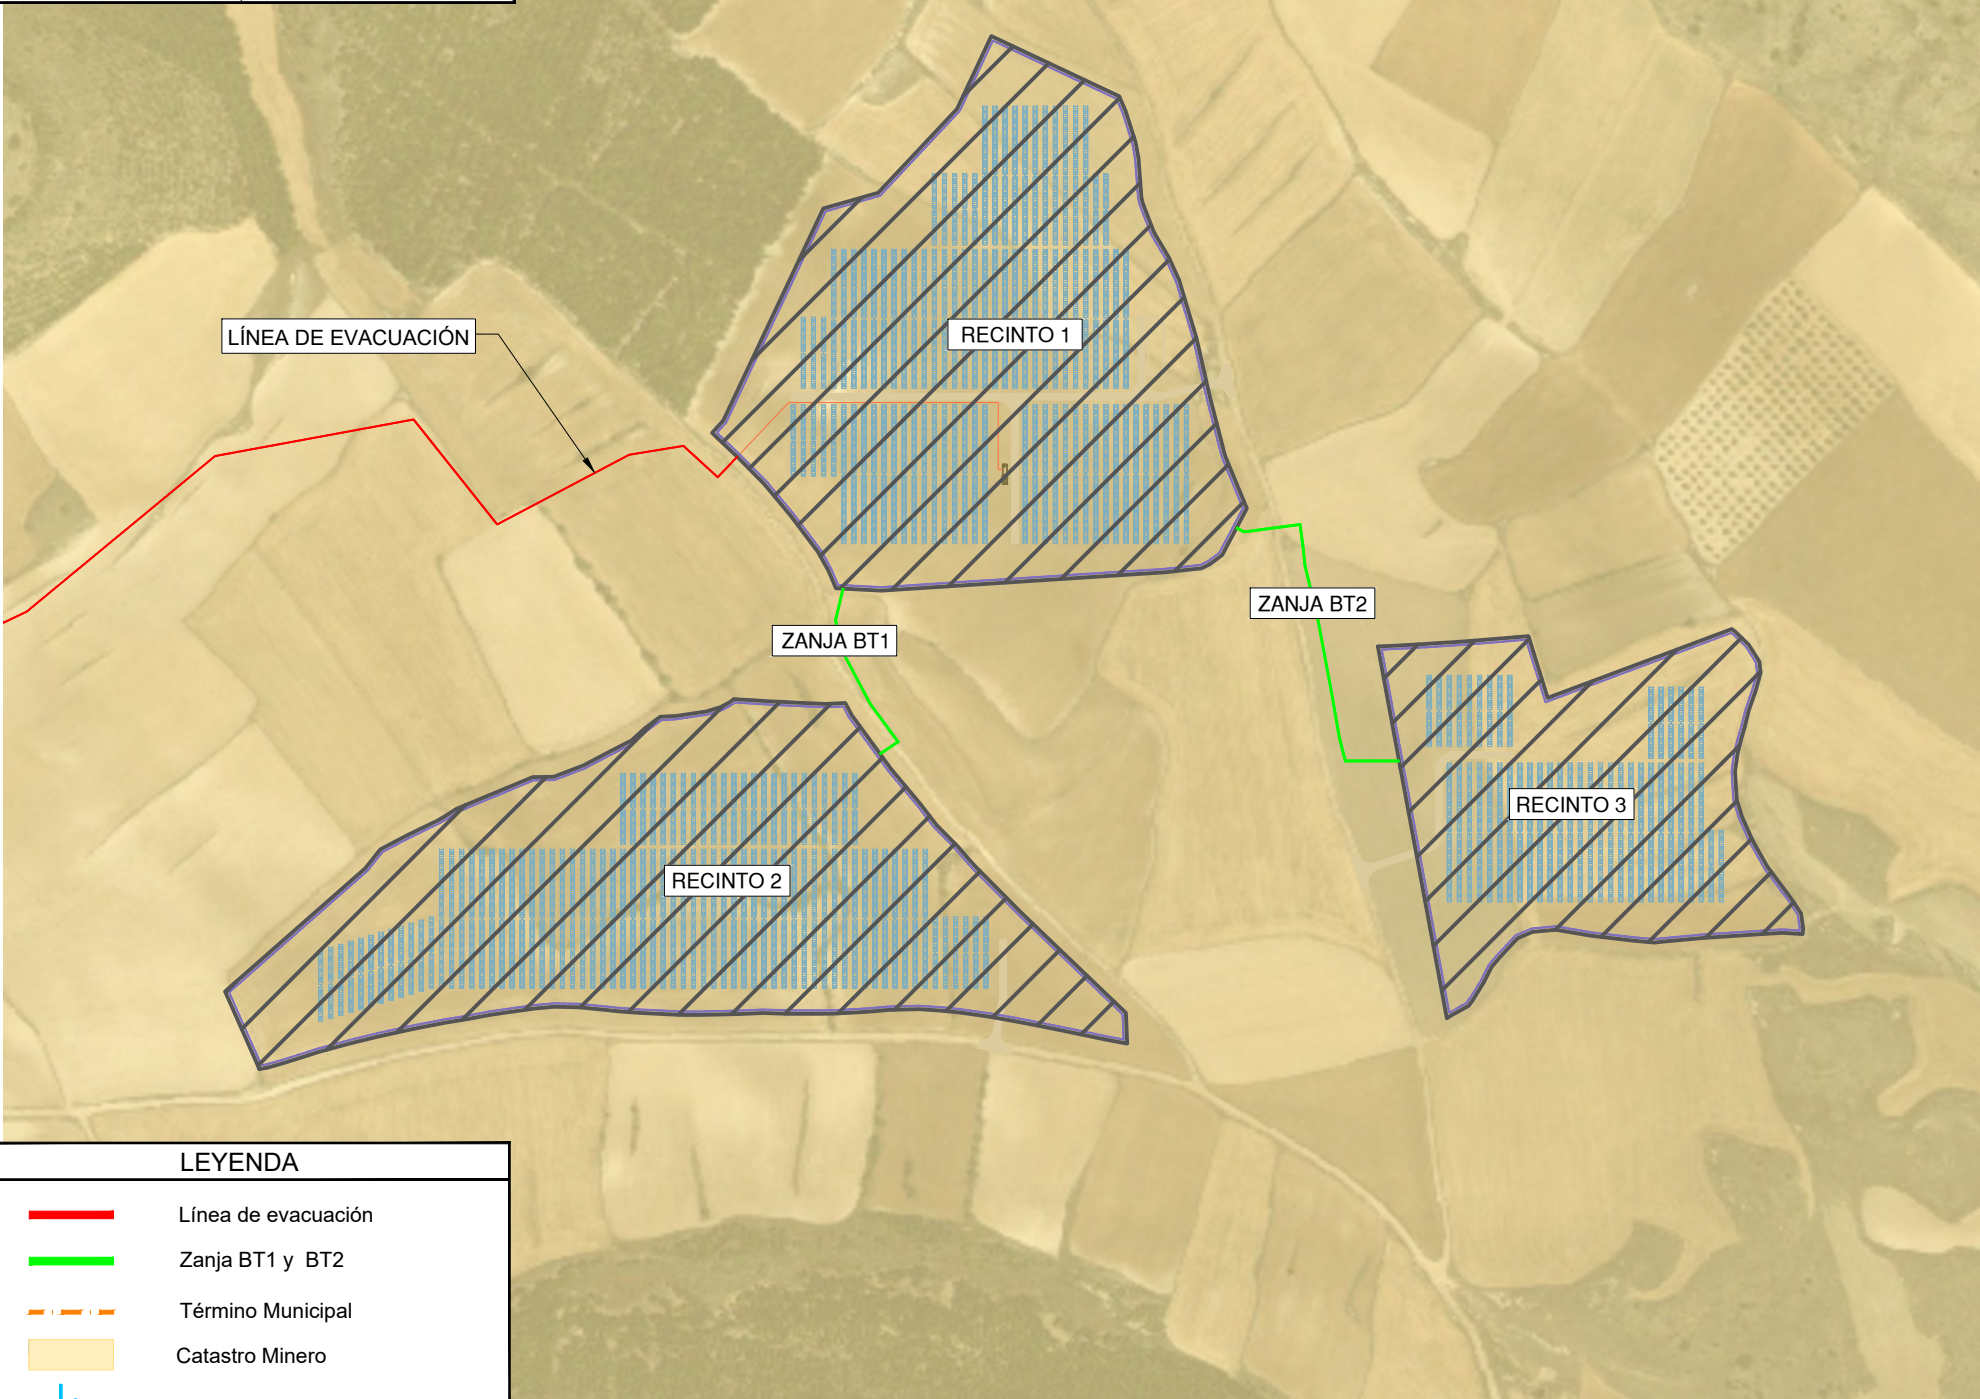 RECINTO 1
LÍNEA DE EVACUACIÓN
ZANJA BT2
ZANJA BT1
RECINTO 3
RECINTO 2
LEYENDA
Línea de evacuación
Zanja BT1 y BT2
Término Municipal
Catastro Minero